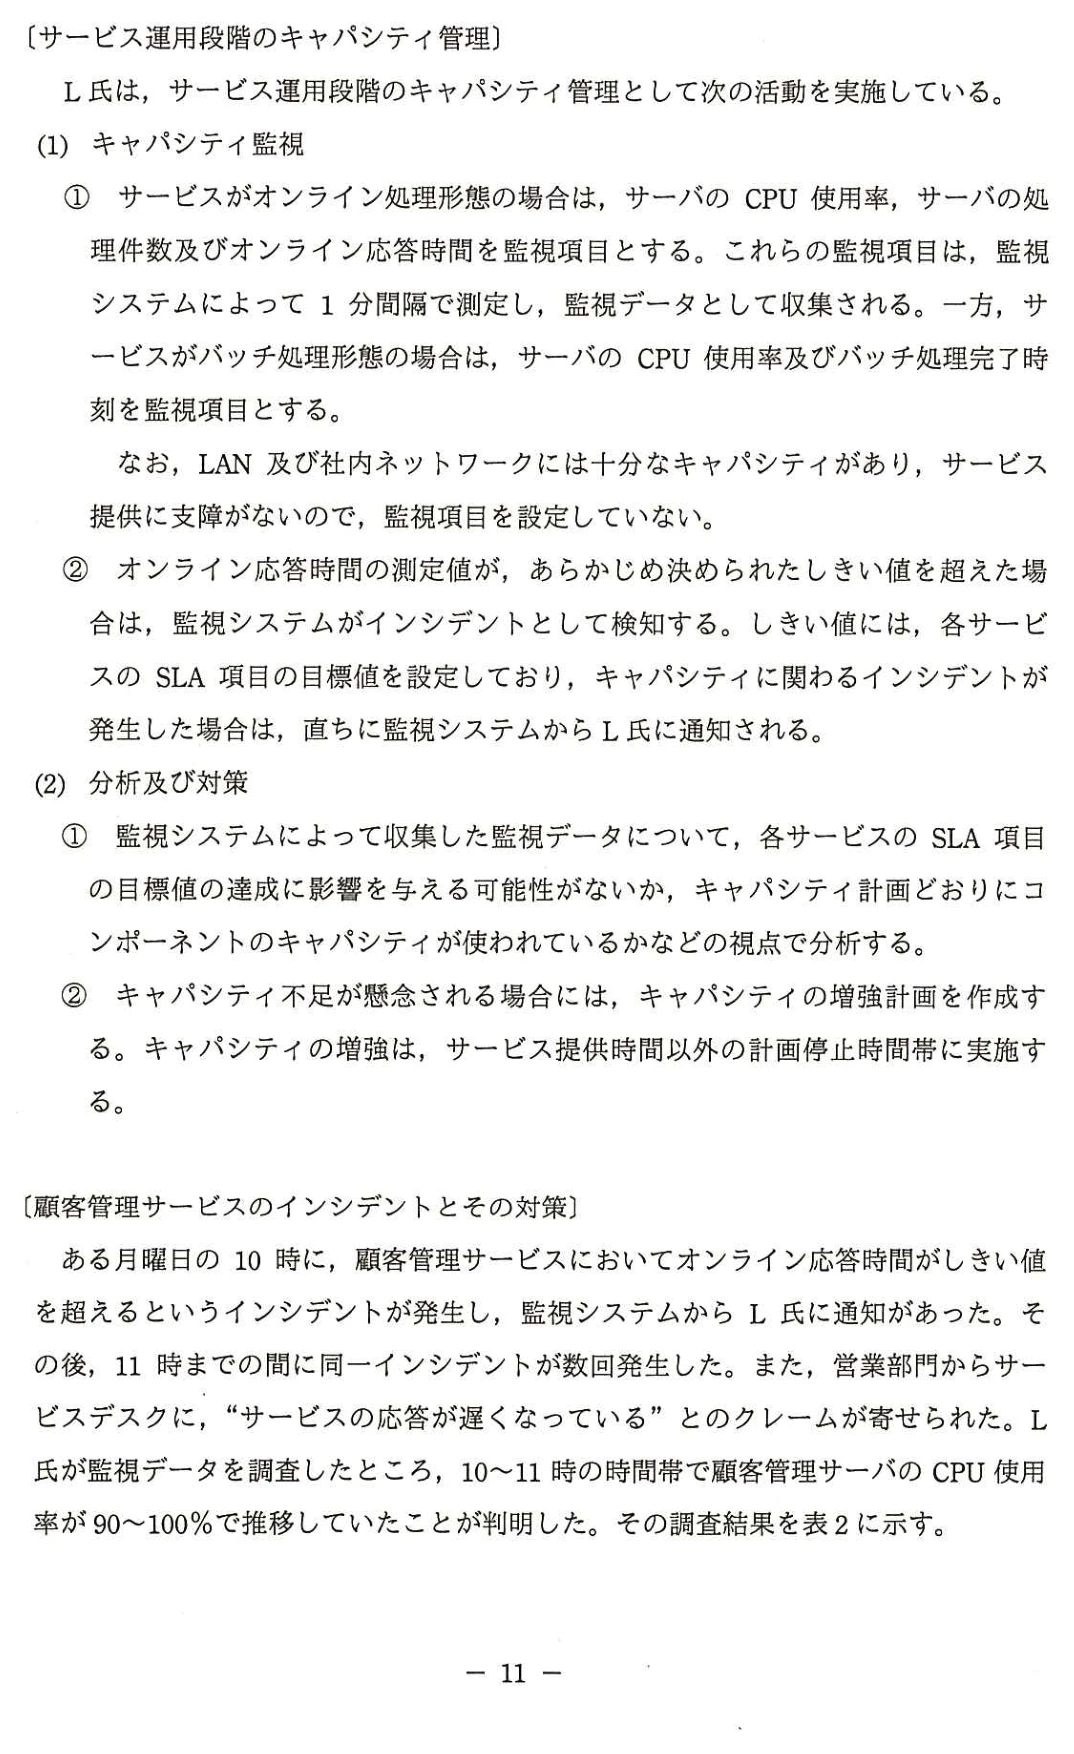 〔サービス運用段階のキャパシティ管理〕
L 氏は，サービス運用段階のキャパシティ管理として次の活動を実施している。
(1) キャパシティ監視
① サービスがオンライン処理形態の場合は，サーバの CPU 使用率，サーバの処
理件数及びオンライン応答時間を監視項目とする。これらの監視項目は，監視
システムによって 1 分間隔で測定し，監視データとして収集される。一方，サ
ービスがバッチ処理形態の場合は，サーバの CPU 使用率及びバッチ処理完了時
刻を監視項目とする。
なお，LAN 及び社内ネットワークには十分なキャパシティがあり，サービス
提供に支障がないので，監視項目を設定していない。
② オンライン応答時間の測定値が，あらかじめ決められたしきい値を超えた場
合は，監視システムがインシデントとして検知する。しきい値には，各サービ
スの SLA 項目の目標値を設定しており，キャパシティに関わるインシデントが
発生した場合は，直ちに監視システムから L 氏に通知される。
(2) 分析及び対策
① 監視システムによって収集した監視データについて，各サービスの SLA 項目
の目標値の達成に影響を与える可能性がないか，キャパシティ計画どおりにコ
ンポーネントのキャパシティが使われているかなどの視点で分析する。
② キャパシティ不足が懸念される場合には，キャパシティの増強計画を作成す
る。キャパシティの増強は，サービス提供時間以外の計画停止時間帯に実施す
る。
〔顧客管理サービスのインシデントとその対策〕
ある月曜日の 10 時に，顧客管理サービスにおいてオンライン応答時間がしきい値
を超えるというインシデントが発生し，監視システムから L 氏に通知があった。そ
の後，11 時までの間に同一インシデントが数回発生した。また，営業部門からサー
ビスデスクに，“サービスの応答が遅くなっている” とのクレームが寄せられた。L
氏が監視データを調査したところ，10～11 時の時間帯で顧客管理サーバの CPU 使用
率が 90～100％で推移していたことが判明した。その調査結果を表 2 に示す。
－ 11 －